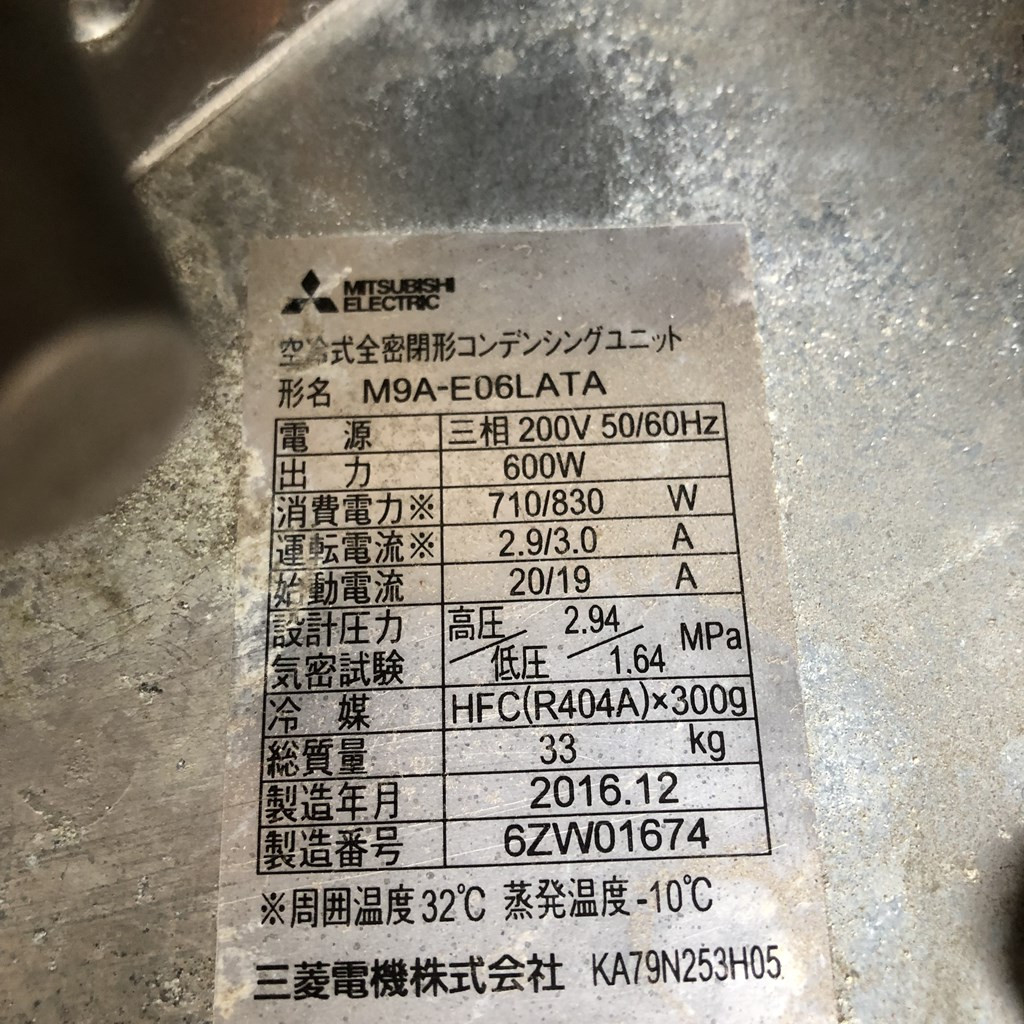 MITSUBISHI
ELECTRIC
空冷式全密閉形コンデンシングユニット
形名 M9A-E06LATA
電 源 三相 200V 50/60Hz
出 力 600W
消費電力※ 710/830 W
運転電流※ 2.9/3.0 A
始動電流 20/19 A
設計圧力 高圧/低圧 2.94/1.64 MPa
気密試験
冷 媒 HFC(R404A)×300g
総質量 33 kg
製造年月 2016.12
製造番号 6ZW01674
※周囲温度 32℃ 蒸発温度 -10℃
三菱電機株式会社 KA79N253H05